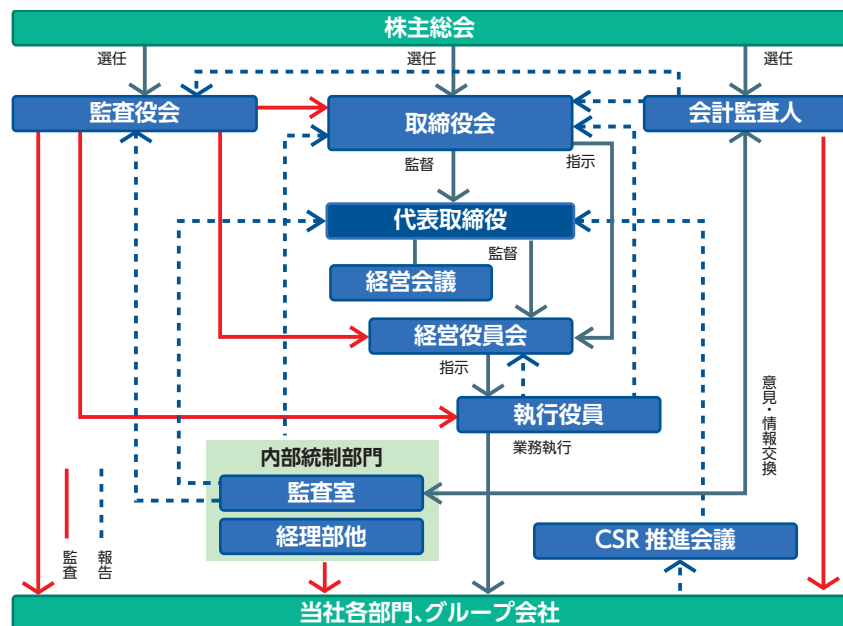 株主総会
選任
選任
選任
監査役会
取締役会
会計監査人
監督
指示
代表取締役
監督
経営会議
経営役員会
指示
執行役員
業務執行
意見・情報交換
内部統制部門
監査室
経理部他
CSR 推進会議
監査
報告
当社各部門、グループ会社